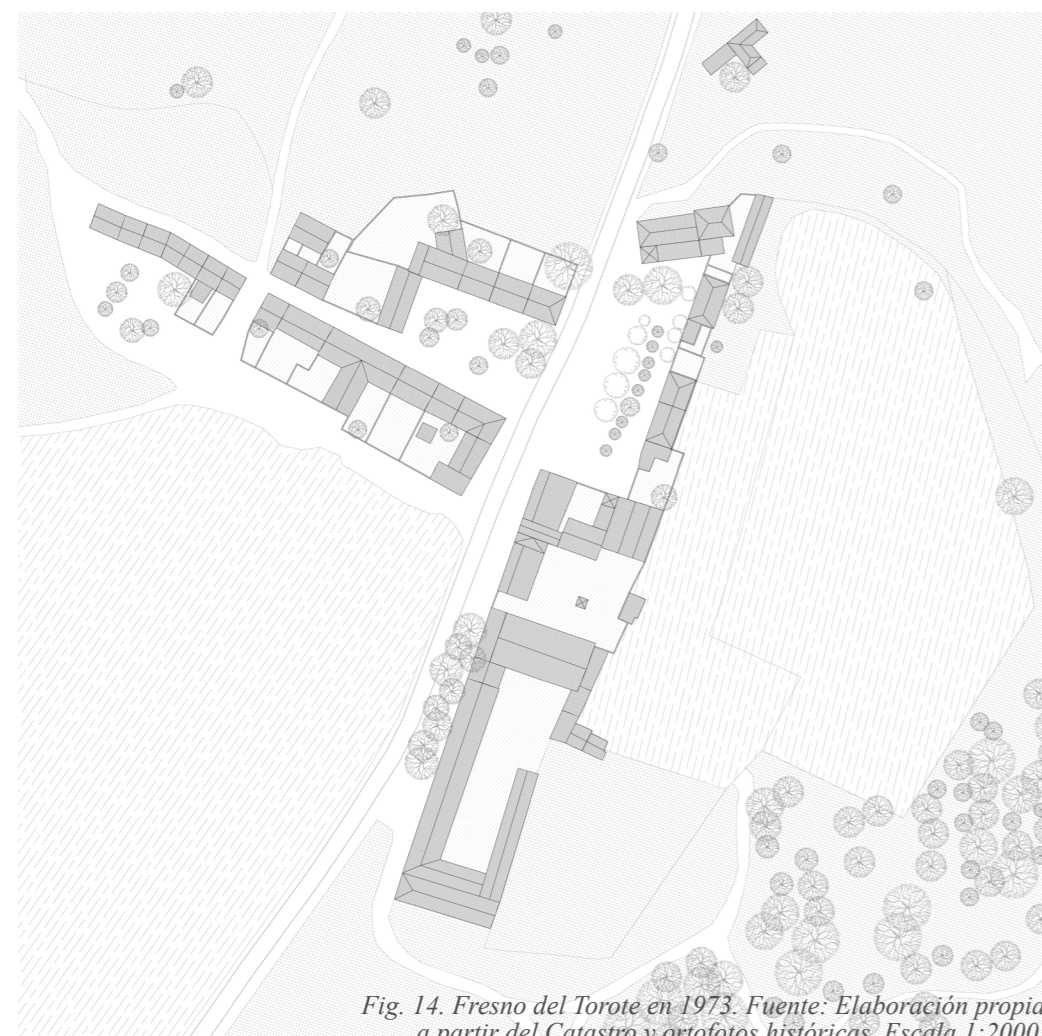 Fig. 14. Fresno del Torote en 1973. Fuente: Elaboración propia
a partir del Catastro y ortofotos históricas. Escala 1:2000